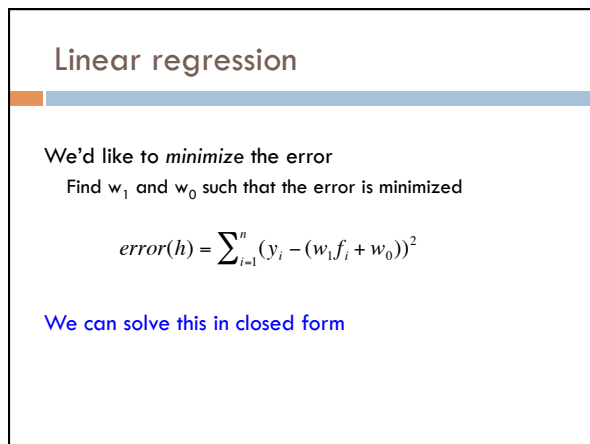 Linear regression
We'd like to minimize the error
Find w₁ and w₀ such that the error is minimized
error(h) = ∑ⁿᵢ₌₁(yᵢ − (w₁fᵢ + w₀))²
We can solve this in closed form